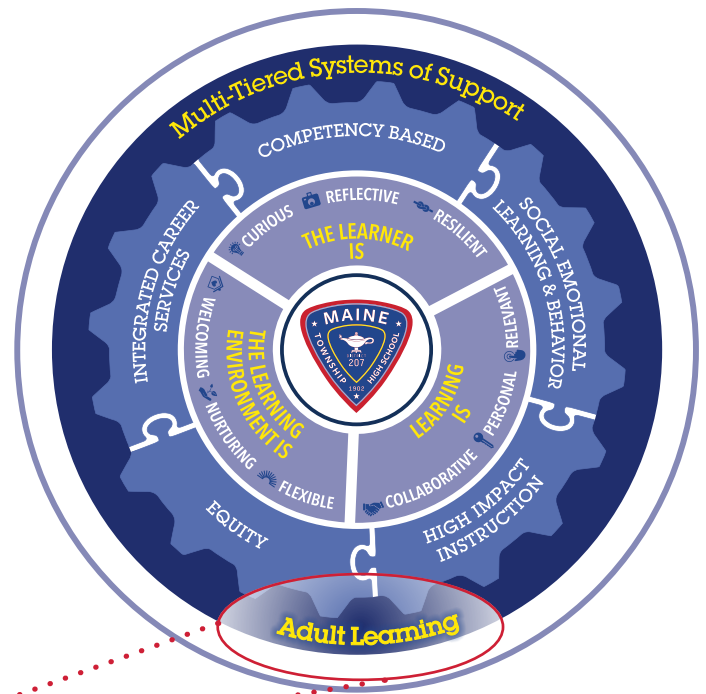 Multi-Tiered Systems of Support
COMPETENCY BASED
SOCIAL EMOTIONAL
LEARNING & BEHAVIOR
HIGH IMPACT
INSTRUCTION
EQUITY
INTEGRATED CAREER
SERVICES
CURIOUS
REFLECTIVE
RESILIENT
THE LEARNER
IS
RELEVANT
PERSONAL
COLLABORATIVE
LEARNING
IS
WELCOMING
NURTURING
FLEXIBLE
THE LEARNING
ENVIRONMENT IS
MAINE
TOWNSHIP
HIGH SCHOOL
DISTRICT
207
1902
Adult Learning